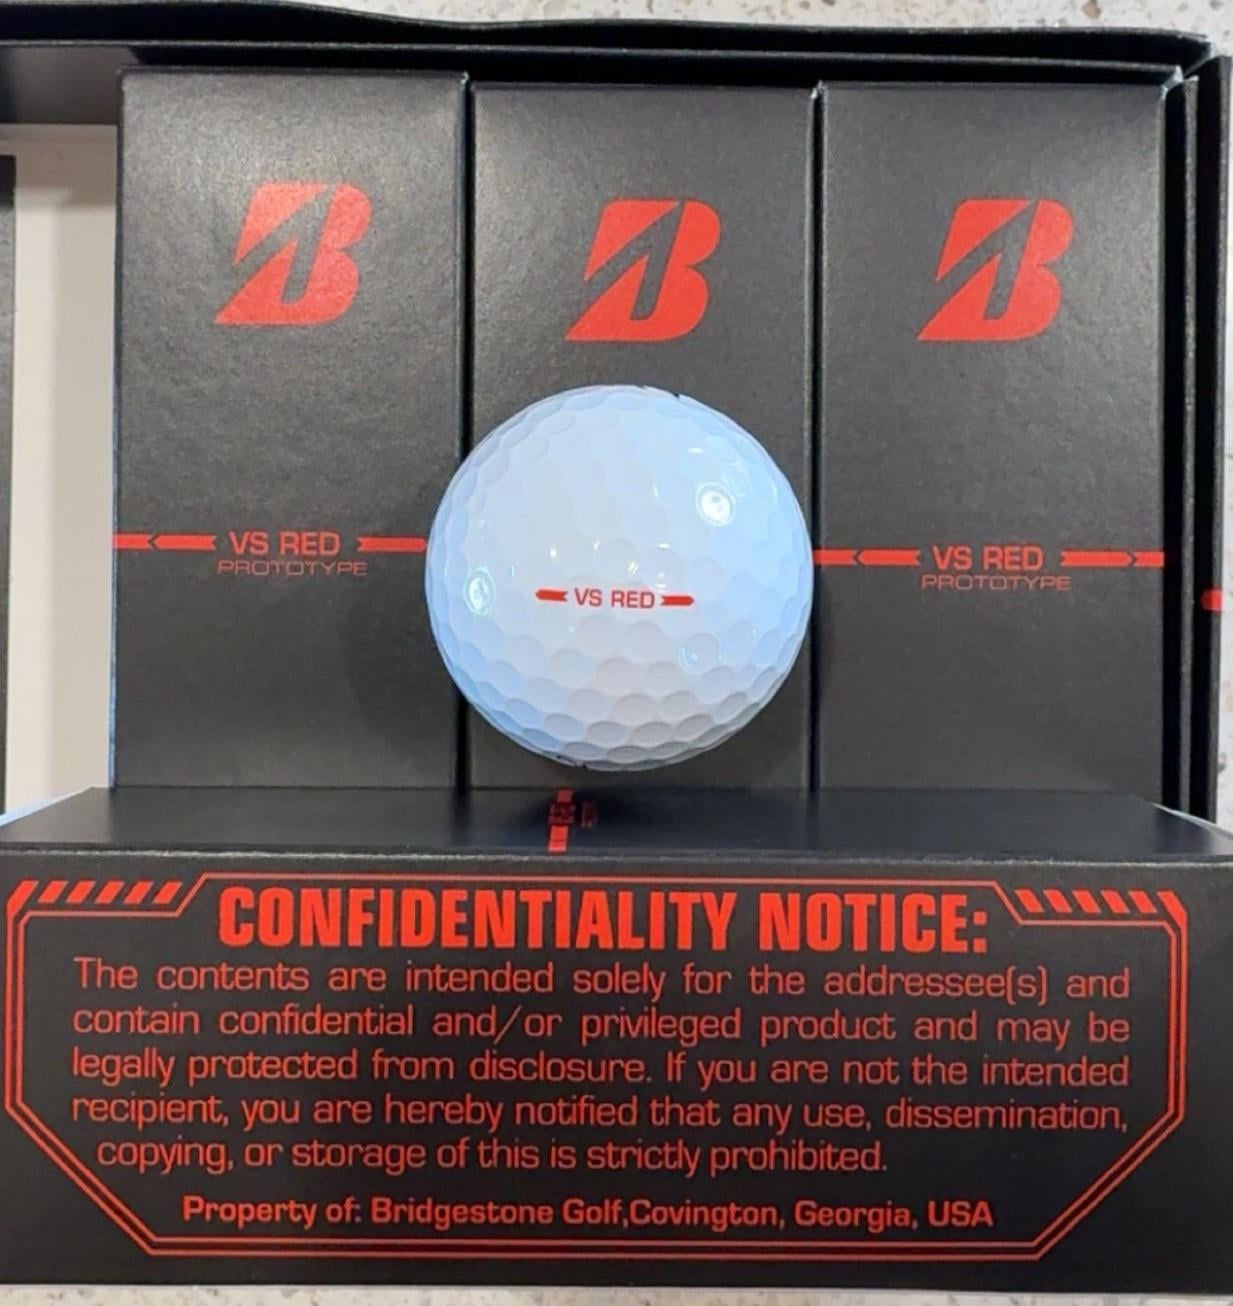 B
B
B
VS RED
PROTOTYPE
VS RED
VS RED
PROTOTYPE
CONFIDENTIALITY NOTICE:
The contents are intended solely for the addressee(s) and
contain confidential and/or privileged product and may be
legally protected from disclosure. If you are not the intended
recipient, you are hereby notified that any use, dissemination,
copying, or storage of this is strictly prohibited.
Property of: Bridgestone Golf,Covington, Georgia, USA